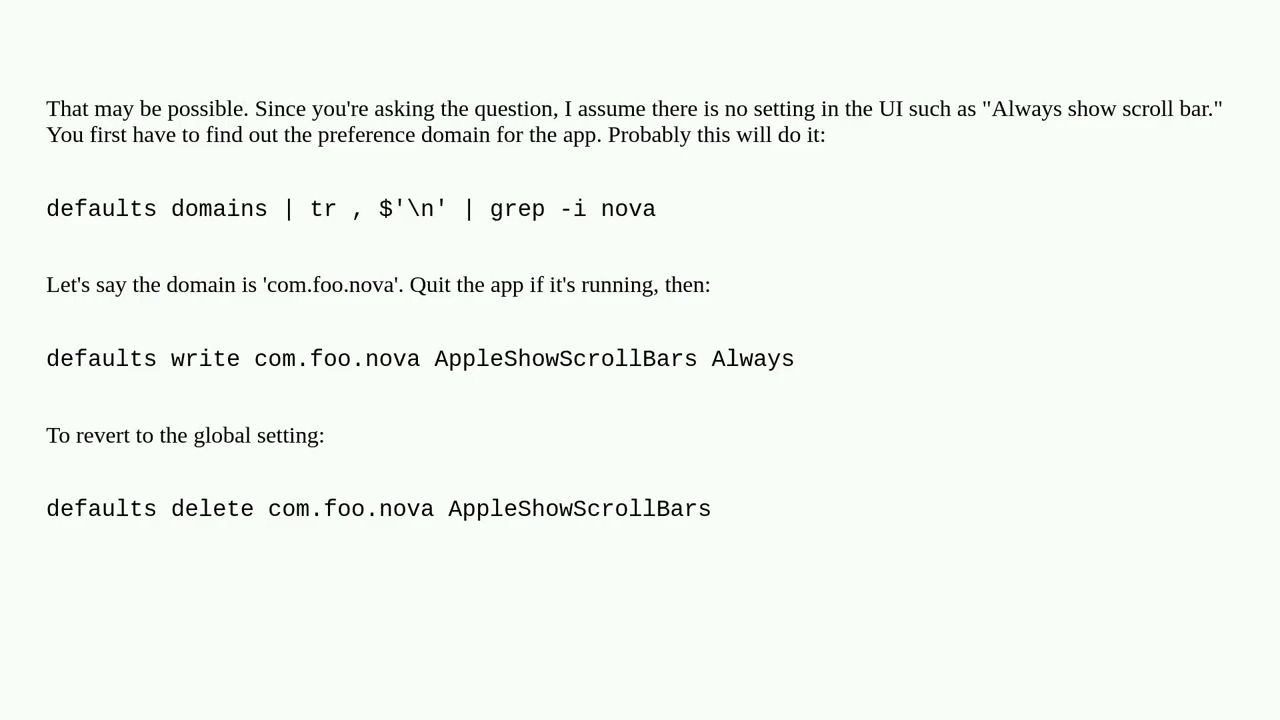 That may be possible. Since you're asking the question, I assume there is no setting in the UI such as "Always show scroll bar."
You first have to find out the preference domain for the app. Probably this will do it:
defaults domains | tr , $'\n' | grep -i nova
Let's say the domain is 'com.foo.nova'. Quit the app if it's running, then:
defaults write com.foo.nova AppleShowScrollBars Always
To revert to the global setting:
defaults delete com.foo.nova AppleShowScrollBars